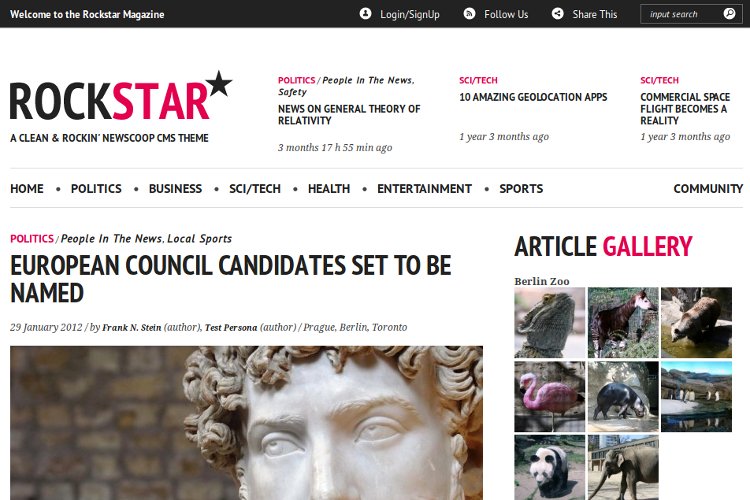 Welcome to the Rockstar Magazine
Login/SignUp
Follow Us
Share This
input search
ROCKSTAR
A CLEAN & ROCKIN' NEWSCOOP CMS THEME
POLITICS / People In The News,
Safety
NEWS ON GENERAL THEORY OF
RELATIVITY
3 months 17 h 55 min ago
SCI/TECH
10 AMAZING GEOLOCATION APPS
1 year 3 months ago
SCI/TECH
COMMERCIAL SPACE
FLIGHT BECOMES A
REALITY
1 year 3 months ago
HOME • POLITICS • BUSINESS • SCI/TECH • HEALTH • ENTERTAINMENT • SPORTS
COMMUNITY
POLITICS / People In The News, Local Sports
EUROPEAN COUNCIL CANDIDATES SET TO BE
NAMED
29 January 2012 / by Frank N. Stein (author), Test Persona (author) / Prague, Berlin, Toronto
ARTICLE GALLERY
Berlin Zoo